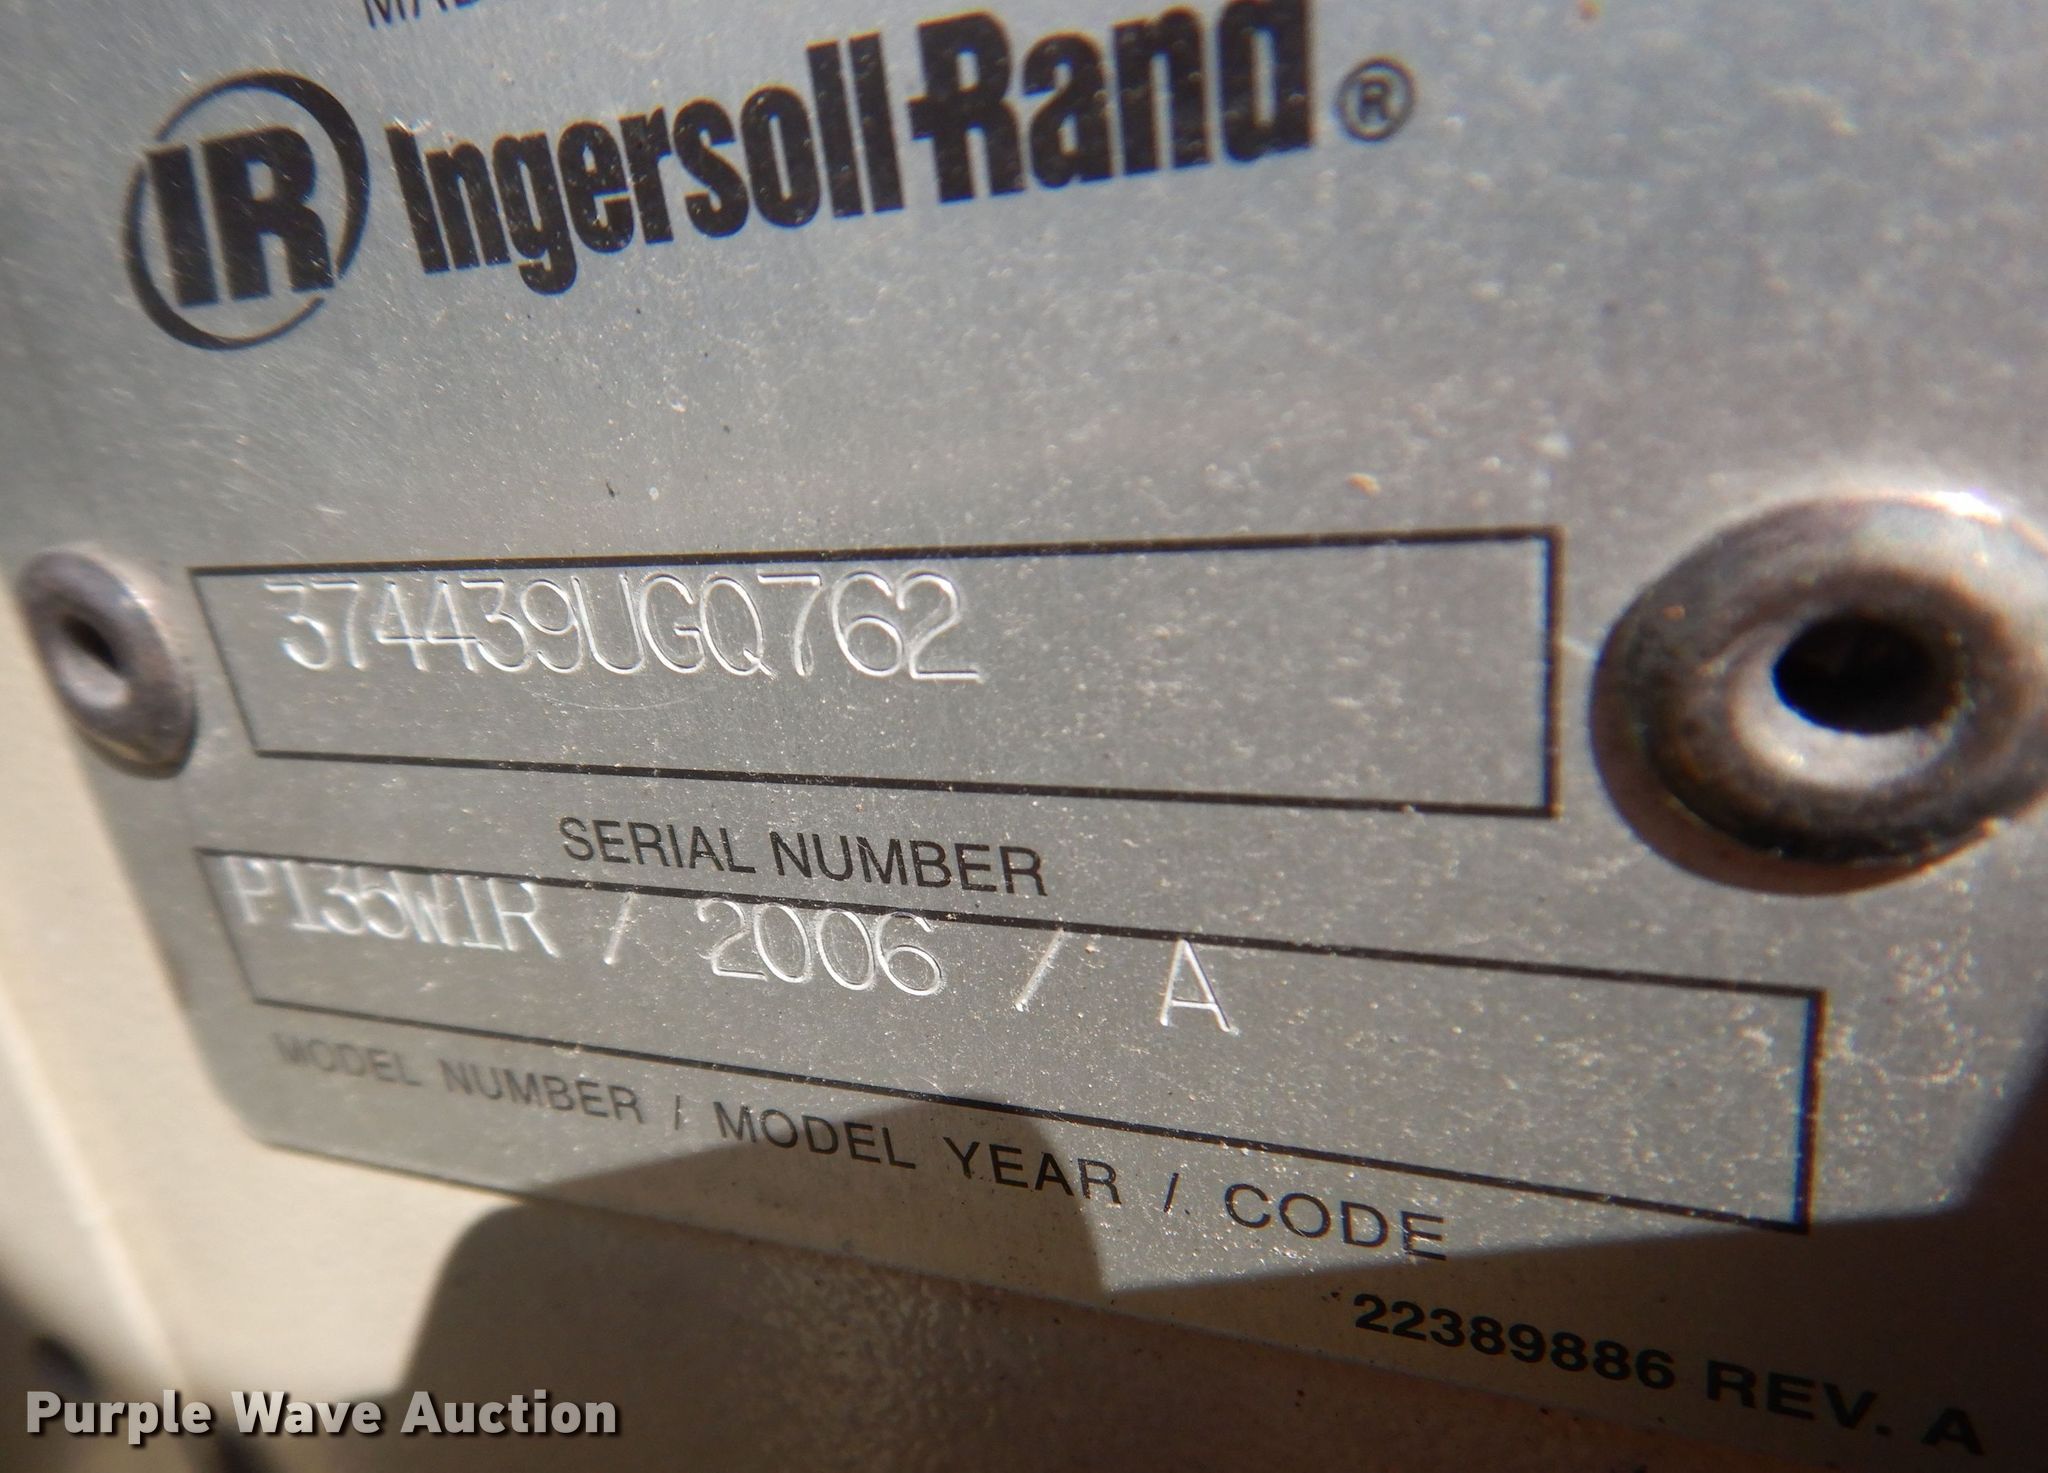 IR Ingersoll-Rand®
374439UGQ762
SERIAL NUMBER
P135WIR / 2006 / A
MODEL NUMBER / MODEL YEAR / CODE
22389886 REV. A
Purple Wave Auction